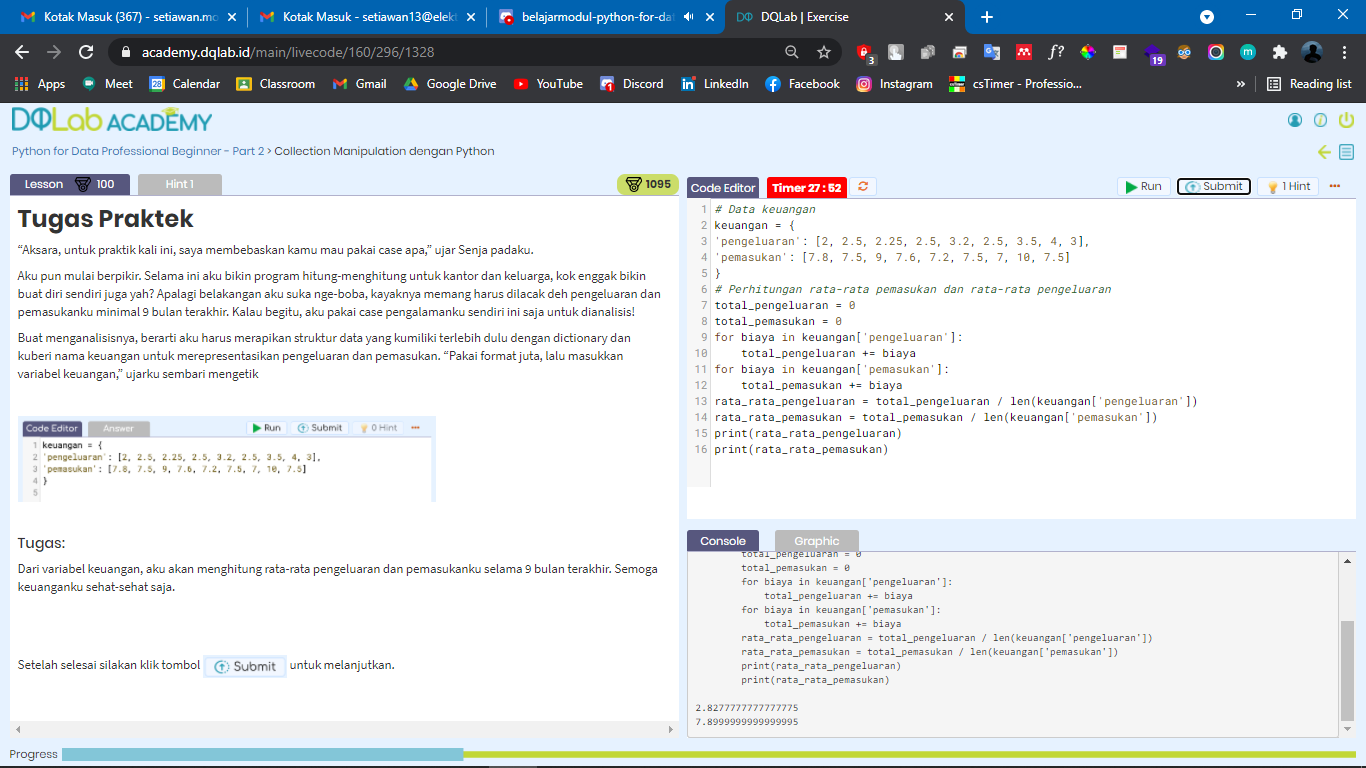 Kotak Masuk (367) - setiawan.mo
Kotak Masuk - setiawan13@elekt
belajarmodul-python-for-dat
DQLab | Exercise
academy.dqlab.id/main/livecode/160/296/1328
3
f?
19
Apps
Meet
28
Calendar
Classroom
Gmail
Google Drive
YouTube
Discord
LinkedIn
Facebook
Instagram
csTimer - Professio...
»
Reading list
DQLab ACADEMY
Python for Data Professional Beginner - Part 2 > Collection Manipulation dengan Python
Lesson 100
Hint 1
1095
Tugas Praktek
“Aksara, untuk praktik kali ini, saya membebaskan kamu mau pakai case apa,” ujar Senja padaku.
Aku pun mulai berpikir. Selama ini aku bikin program hitung-menghitung untuk kantor dan keluarga, kok enggak bikin
buat diri sendiri juga yah? Apalagi belakangan aku suka nge-boba, kayaknya memang harus dilacak deh pengeluaran dan
pemasukanku minimal 9 bulan terakhir. Kalau begitu, aku pakai case pengalamanku sendiri ini saja untuk dianalisis!
Buat menganalisisnya, berarti aku harus merapikan struktur data yang kumiliki terlebih dulu dengan dictionary dan
kuberi nama keuangan untuk merepresentasikan pengeluaran dan pemasukan. “Pakai format juta, lalu masukkan
variabel keuangan,” ujarku sembari mengetik
Code Editor
Answer
Run
Submit
0 Hint
1 keuangan = {
2 'pengeluaran': [2, 2.5, 2.25, 2.5, 3.2, 2.5, 3.5, 4, 3],
3 'pemasukan': [7.8, 7.5, 9, 7.6, 7.2, 7.5, 7, 10, 7.5]
4 }
5
Tugas:
Dari variabel keuangan, aku akan menghitung rata-rata pengeluaran dan pemasukanku selama 9 bulan terakhir. Semoga
keuanganku sehat-sehat saja.
Setelah selesai silakan klik tombol Submit untuk melanjutkan.
Code Editor
Timer 27 : 52
Run
Submit
1 Hint
1 # Data keuangan
2 keuangan = {
3 'pengeluaran': [2, 2.5, 2.25, 2.5, 3.2, 2.5, 3.5, 4, 3],
4 'pemasukan': [7.8, 7.5, 9, 7.6, 7.2, 7.5, 7, 10, 7.5]
5 }
6 # Perhitungan rata-rata pemasukan dan rata-rata pengeluaran
7 total_pengeluaran = 0
8 total_pemasukan = 0
9 for biaya in keuangan['pengeluaran']:
10 total_pengeluaran += biaya
11 for biaya in keuangan['pemasukan']:
12 total_pemasukan += biaya
13 rata_rata_pengeluaran = total_pengeluaran / len(keuangan['pengeluaran'])
14 rata_rata_pemasukan = total_pemasukan / len(keuangan['pemasukan'])
15 print(rata_rata_pengeluaran)
16 print(rata_rata_pemasukan)
Console
Graphic
total_pengeluaran = 0
total_pemasukan = 0
for biaya in keuangan['pengeluaran']:
total_pengeluaran += biaya
for biaya in keuangan['pemasukan']:
total_pemasukan += biaya
rata_rata_pengeluaran = total_pengeluaran / len(keuangan['pengeluaran'])
rata_rata_pemasukan = total_pemasukan / len(keuangan['pemasukan'])
print(rata_rata_pengeluaran)
print(rata_rata_pemasukan)
2.8277777777777775
7.8999999999999995
Progress